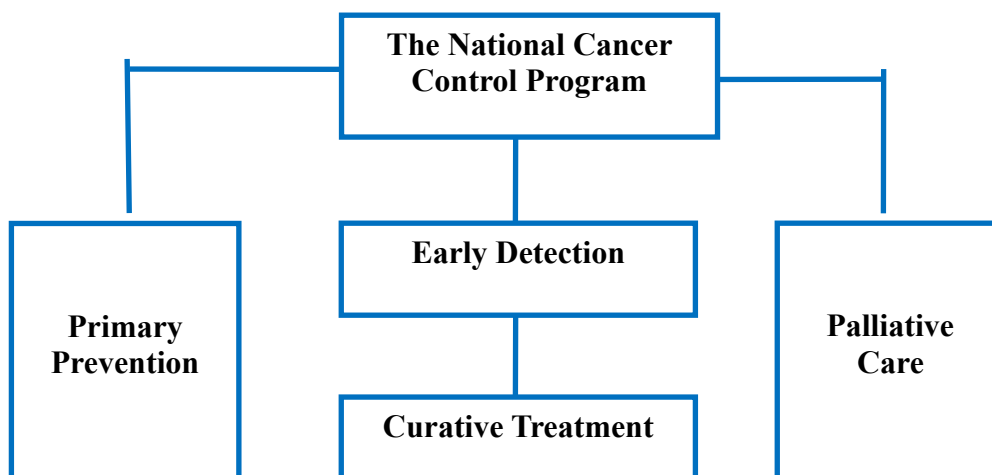 The National Cancer
Control Program
Early Detection
Primary
Prevention
Palliative
Care
Curative Treatment